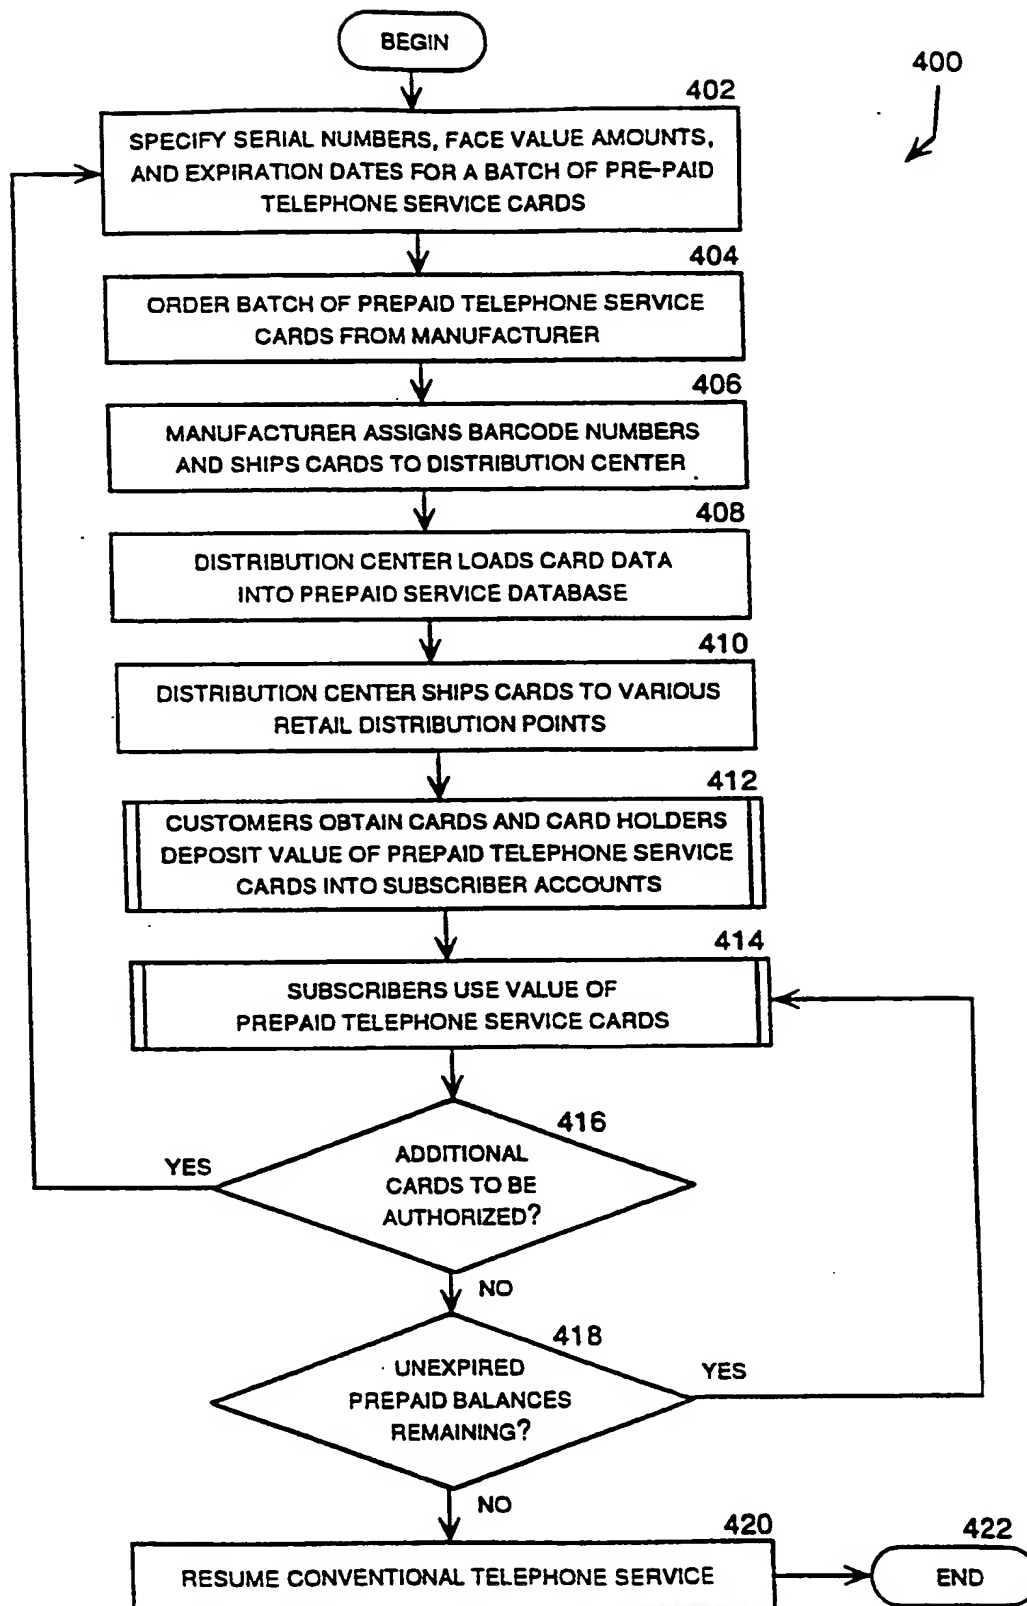 BEGIN
400
402
SPECIFY SERIAL NUMBERS, FACE VALUE AMOUNTS,
AND EXPIRATION DATES FOR A BATCH OF PRE-PAID
TELEPHONE SERVICE CARDS
404
ORDER BATCH OF PREPAID TELEPHONE SERVICE
CARDS FROM MANUFACTURER
406
MANUFACTURER ASSIGNS BARCODE NUMBERS
AND SHIPS CARDS TO DISTRIBUTION CENTER
408
DISTRIBUTION CENTER LOADS CARD DATA
INTO PREPAID SERVICE DATABASE
410
DISTRIBUTION CENTER SHIPS CARDS TO VARIOUS
RETAIL DISTRIBUTION POINTS
412
CUSTOMERS OBTAIN CARDS AND CARD HOLDERS
DEPOSIT VALUE OF PREPAID TELEPHONE SERVICE
CARDS INTO SUBSCRIBER ACCOUNTS
414
SUBSCRIBERS USE VALUE OF
PREPAID TELEPHONE SERVICE CARDS
416
YES
ADDITIONAL
CARDS TO BE
AUTHORIZED?
NO
418
UNEXPIRED
PREPAID BALANCES
REMAINING?
YES
NO
420
RESUME CONVENTIONAL TELEPHONE SERVICE
422
END